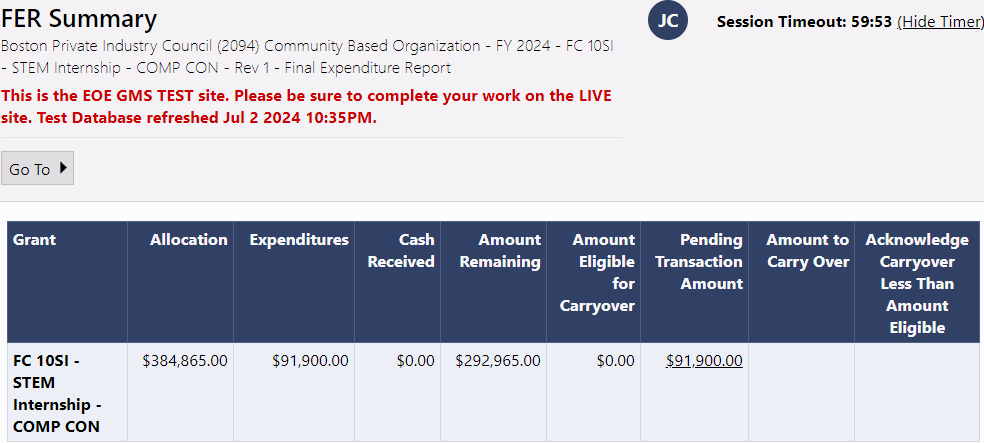 FER Summary
JC
Session Timeout: 59:53 (Hide Timer)
Boston Private Industry Council (2094) Community Based Organization - FY 2024 - FC 10SI
- STEM Internship - COMP CON - Rev 1 - Final Expenditure Report
This is the EOE GMS TEST site. Please be sure to complete your work on the LIVE
site. Test Database refreshed Jul 2 2024 10:35PM.
Go To
Grant
Allocation
Expenditures
Cash
Received
Amount
Remaining
Amount
Eligible
for
Carryover
Pending
Transaction
Amount
Amount to
Carry Over
Acknowledge
Carryover
Less Than
Amount
Eligible
FC 10SI -
STEM
Internship -
COMP CON
$384,865.00
$91,900.00
$0.00
$292,965.00
$0.00
$91,900.00